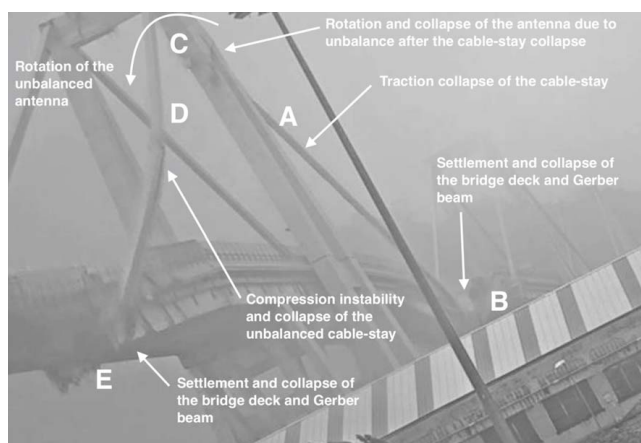 C
Rotation and collapse of the antenna due to
unbalance after the cable-stay collapse
Rotation of the
unbalanced
antenna
Traction collapse of the cable-stay
A
D
Settlement and collapse of
the bridge deck and Gerber
beam
Compression instability
and collapse of the
unbalanced cable-stay
B
E
Settlement and collapse of
the bridge deck and Gerber
beam